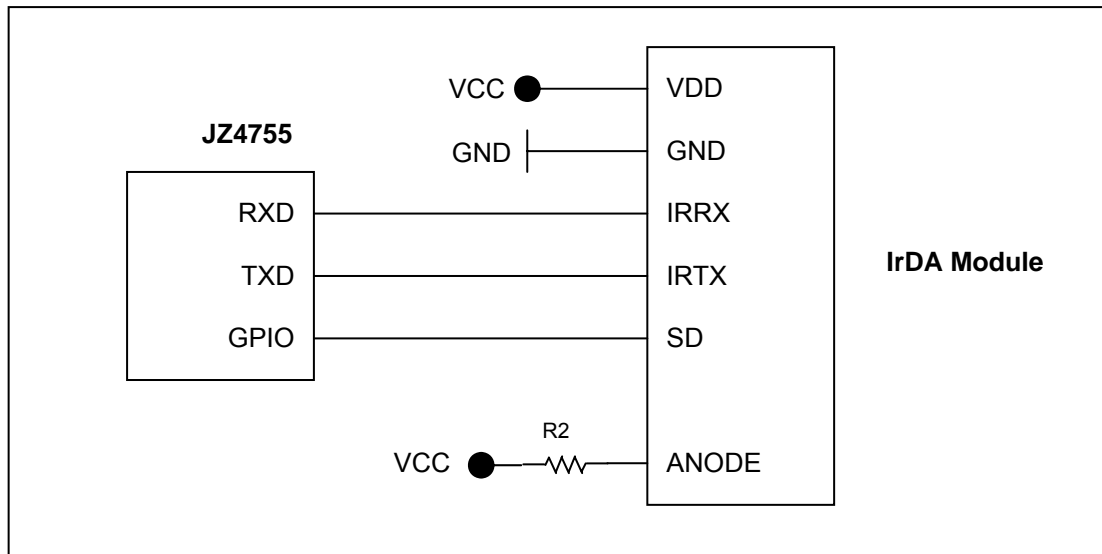 VCC
VDD
JZ4755
GND
GND
RXD
IRRX
TXD
IRTX
IrDA Module
GPIO
SD
R2
VCC
ANODE